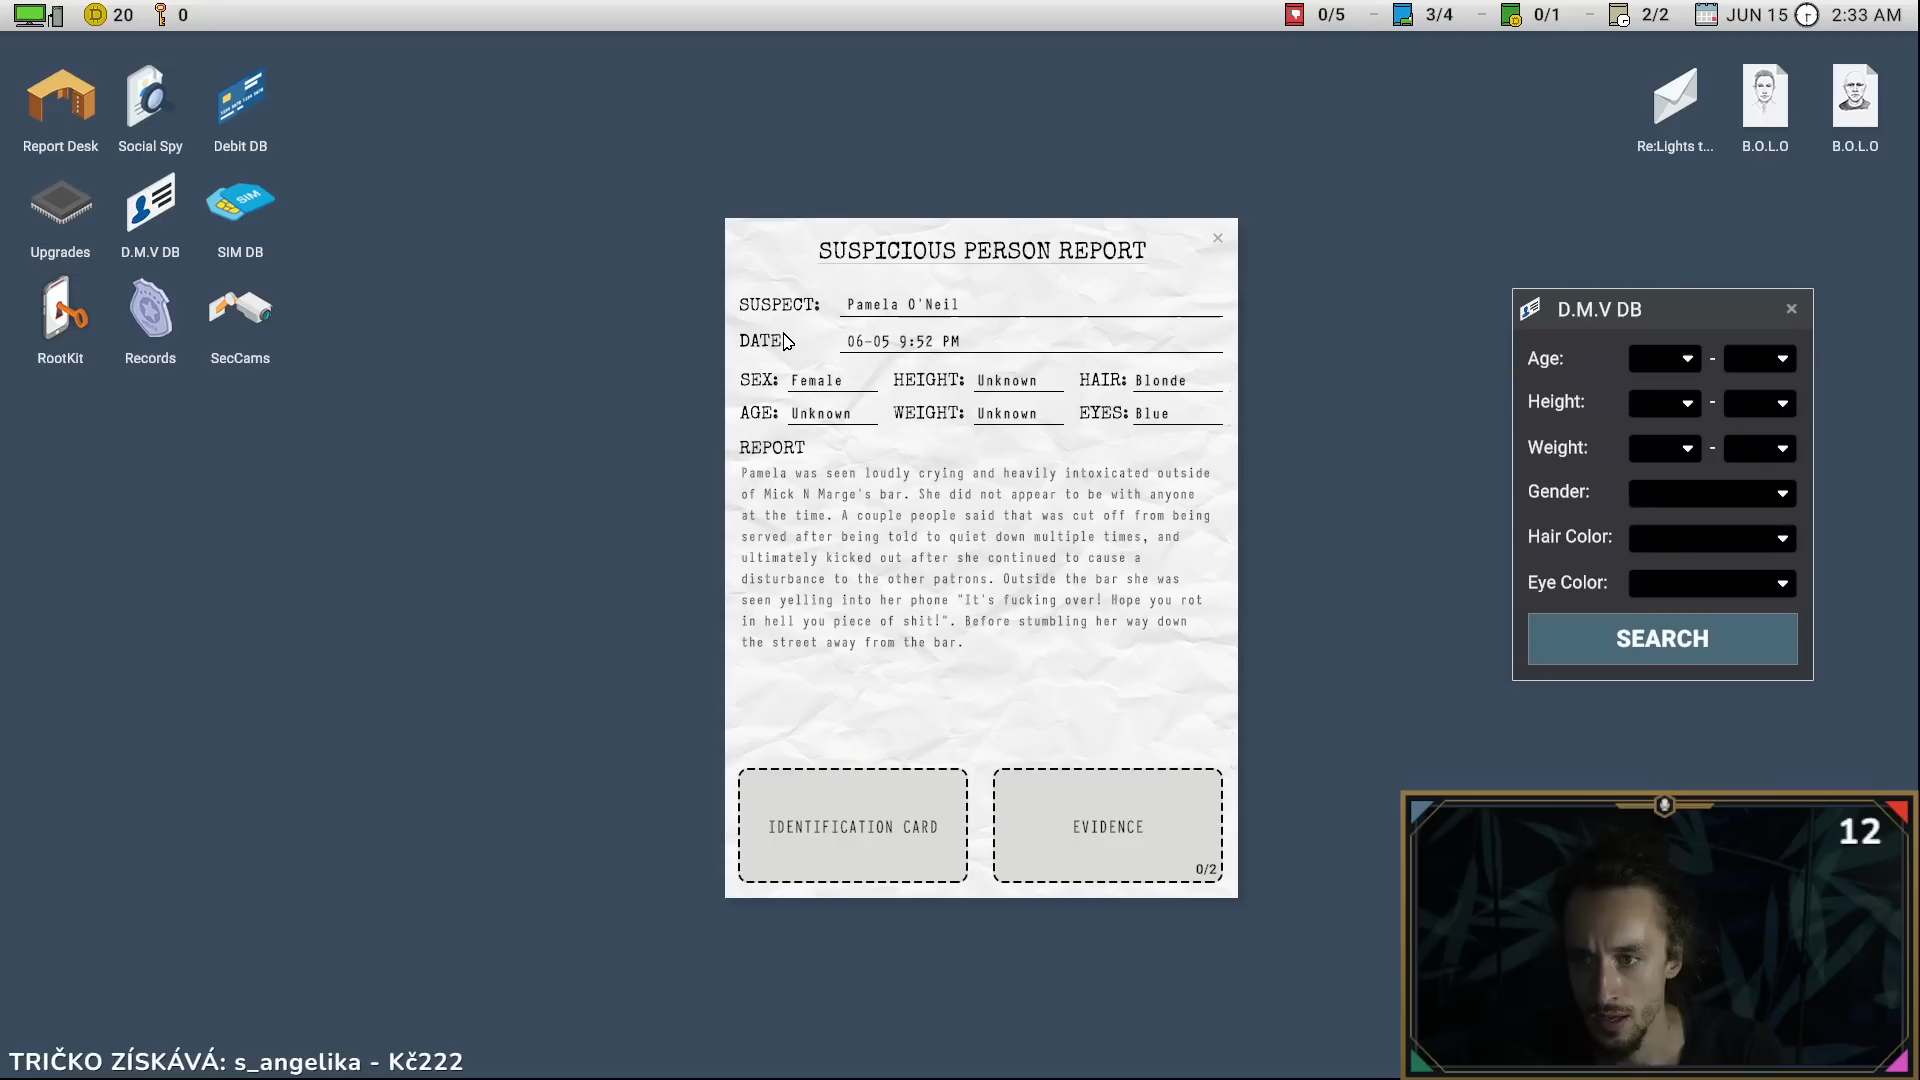 20
0
0/5
3/4
0/1
2/2
JUN 15
2:33 AM
Report Desk
Social Spy
Debit DB
Upgrades
D.M.V DB
SIM DB
RootKit
Records
SecCams
Re:Lights t...
B.O.L.O
B.O.L.O
SUSPICIOUS PERSON REPORT
SUSPECT: Pamela O'Neil
DATE: 06-05 9:52 PM
SEX: Female HEIGHT: Unknown HAIR: Blonde
AGE: Unknown WEIGHT: Unknown EYES: Blue
REPORT
Pamela was seen loudly crying and heavily intoxicated outside
of Mick N Marge's bar. She did not appear to be with anyone
at the time. A couple people said that was cut off from being
served after being told to quiet down multiple times, and
ultimately kicked out after she continued to cause a
disturbance to the other patrons. Outside the bar she was
seen yelling into her phone "It's fucking over! Hope you rot
in hell you piece of shit!". Before stumbling her way down
the street away from the bar.
IDENTIFICATION CARD
EVIDENCE
0/2
D.M.V DB
Age: -
Height: -
Weight: -
Gender:
Hair Color:
Eye Color:
SEARCH
12
TRIČKO ZÍSKÁVÁ: s_angelika - Kč222